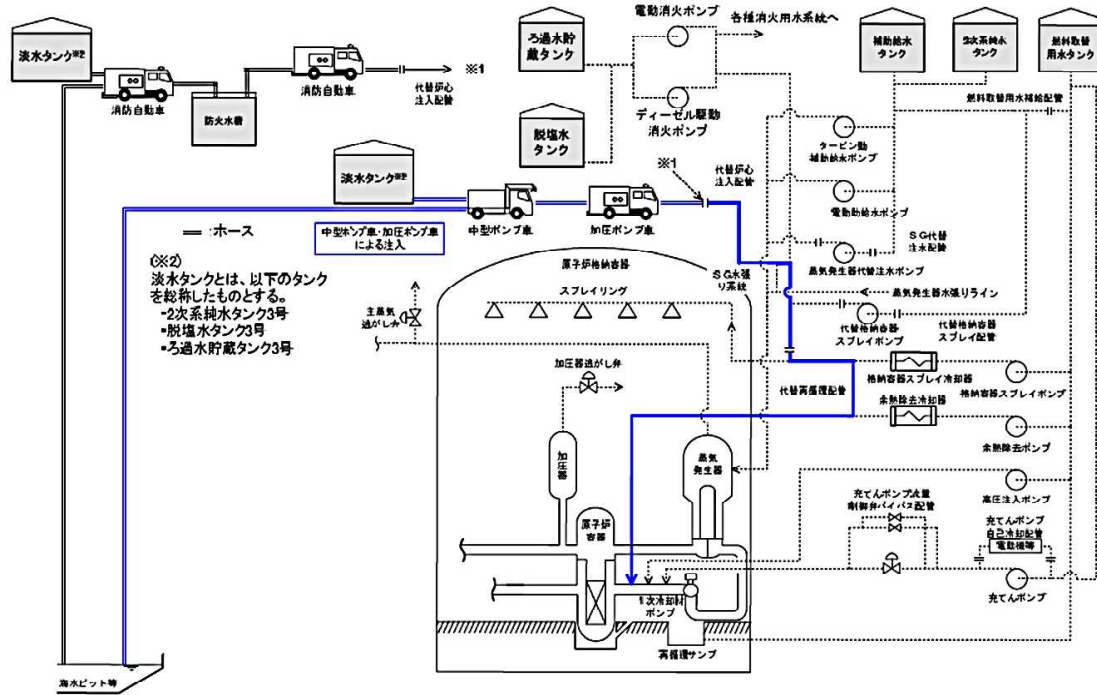 淡水タンク※2
消防自動車
防火水槽
消防自動車
※1
代替炉心
注入配管
ろ過水貯
蔵タンク
脱塩水
タンク
電動消火ポンプ
ディーゼル駆動
消火ポンプ
各種消火用水系統へ
補助給水
タンク
2次系純水
タンク
燃料取替
用水タンク
燃料取替用水補給配管
タービン動
補助給水ポンプ
電動助給水ポンプ
SG代替
注水配管
蒸気発生器代替注水ポンプ
蒸気発生器水張りライン
代替格納容器
スプレイポンプ
代替格納容器
スプレイ配管
淡水タンク※2
中型ポンプ車
加圧ポンプ車
※1
代替炉心
注入配管
═:ホース
中型ポンプ車・加圧ポンプ車
による注入
(※2)
淡水タンクとは、以下のタンク
を総称したものとする。
-2次系純水タンク3号
・脱塩水タンク3号
・ろ過水貯蔵タンク3号
原子炉格納容器
スプレイリング
SG水張
り系統
主蒸気
逃がし弁
加圧器逃がし弁
代替再循環配管
格納容器スプレイ冷却器
格納容器スプレイポンプ
余熱除去冷却器
余熱除去ポンプ
加圧器
蒸気
発生器
原子炉
容器
高圧注入ポンプ
充てんポンプ流量
制御弁バイパス配管
充てんポンプ
自己冷却配管
電動機等
充てんポンプ
1次冷却材
ポンプ
再循環サンプ
海水ピット等